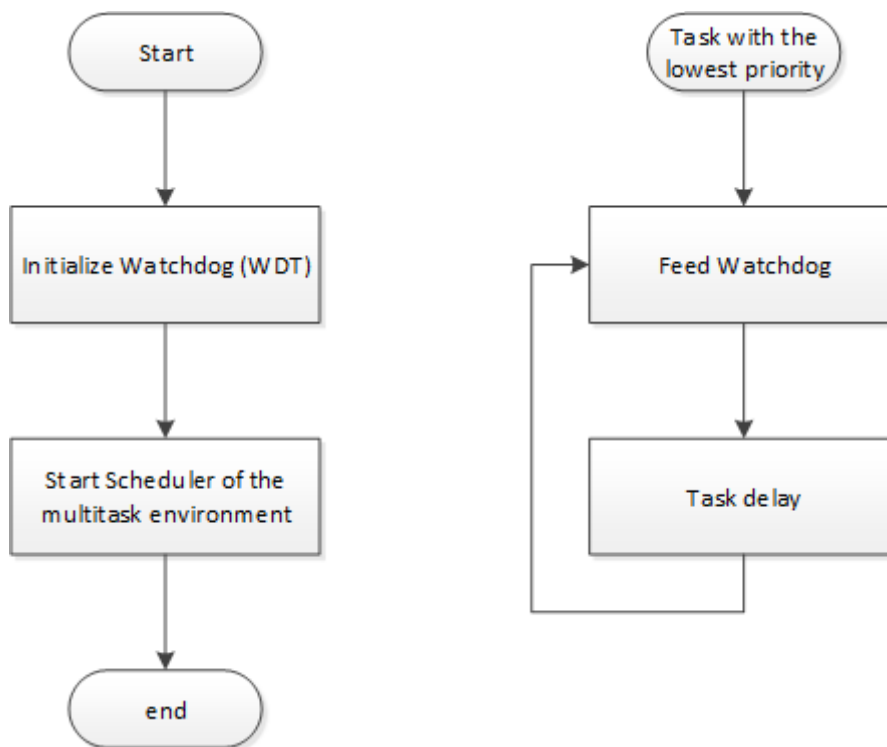 Start
Initialize Watchdog (WDT)
Start Scheduler of the
multitask environment
end
Task with the
lowest priority
Feed Watchdog
Task delay